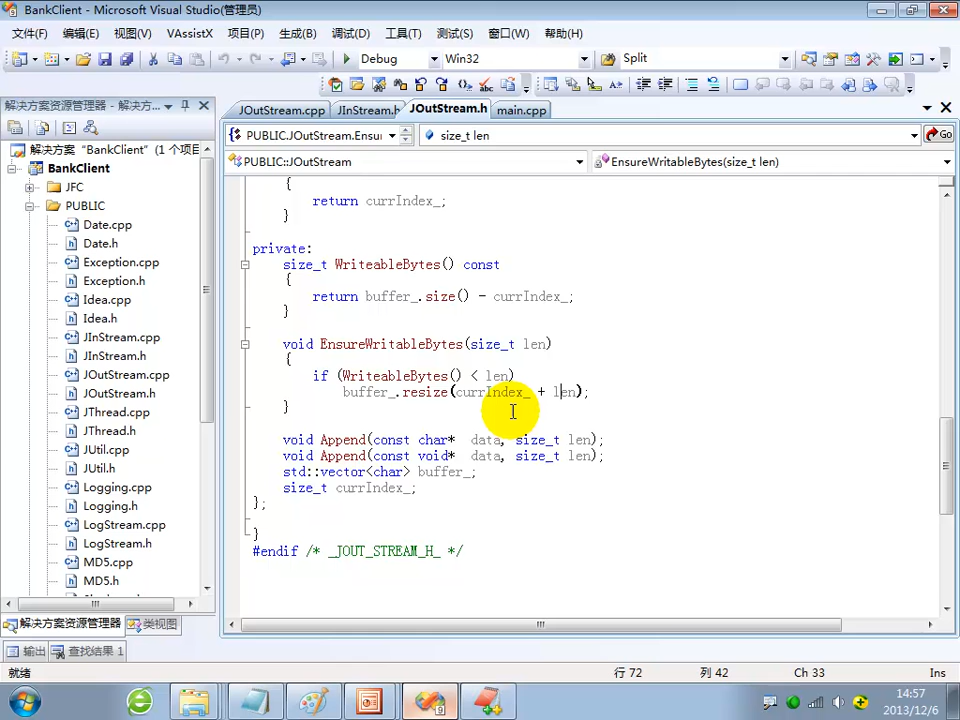 BankClient - Microsoft Visual Studio(管理员)
文件(F) 编辑(E) 视图(V) VAssistX 项目(P) 生成(B) 调试(D) 工具(T) 测试(S) 窗口(W) 帮助(H)
Debug Win32 Split
解决方案资源管理器 - 解决方...
JOutStream.cpp JInStream.h JOutStream.h main.cpp
PUBLIC.JOutStream.Ensur size_t len Go
PUBLIC::JOutStream EnsureWritableBytes(size_t len)
解决方案 "BankClient" (1 个项目
BankClient
JFC
PUBLIC
Date.cpp
Date.h
Exception.cpp
Exception.h
Idea.cpp
Idea.h
JInStream.cpp
JInStream.h
JOutStream.cpp
JOutStream.h
JThread.cpp
JThread.h
JUtil.cpp
JUtil.h
Logging.cpp
Logging.h
LogStream.cpp
LogStream.h
MD5.cpp
MD5.h
{
return currIndex_;
}
private:
size_t WriteableBytes() const
{
return buffer_.size() - currIndex_;
}
void EnsureWritableBytes(size_t len)
{
if (WriteableBytes() < len)
buffer_.resize(currIndex_ + len);
}
void Append(const char*  data, size_t len);
void Append(const void*  data, size_t len);
std::vector<char> buffer_;
size_t currIndex_;
};
}
#endif /* _JOUT_STREAM_H_ */
解决方案资源管理器 类视图
输出 查找结果 1
就绪 行 72 列 42 Ch 33 Ins
14:57
2013/12/6